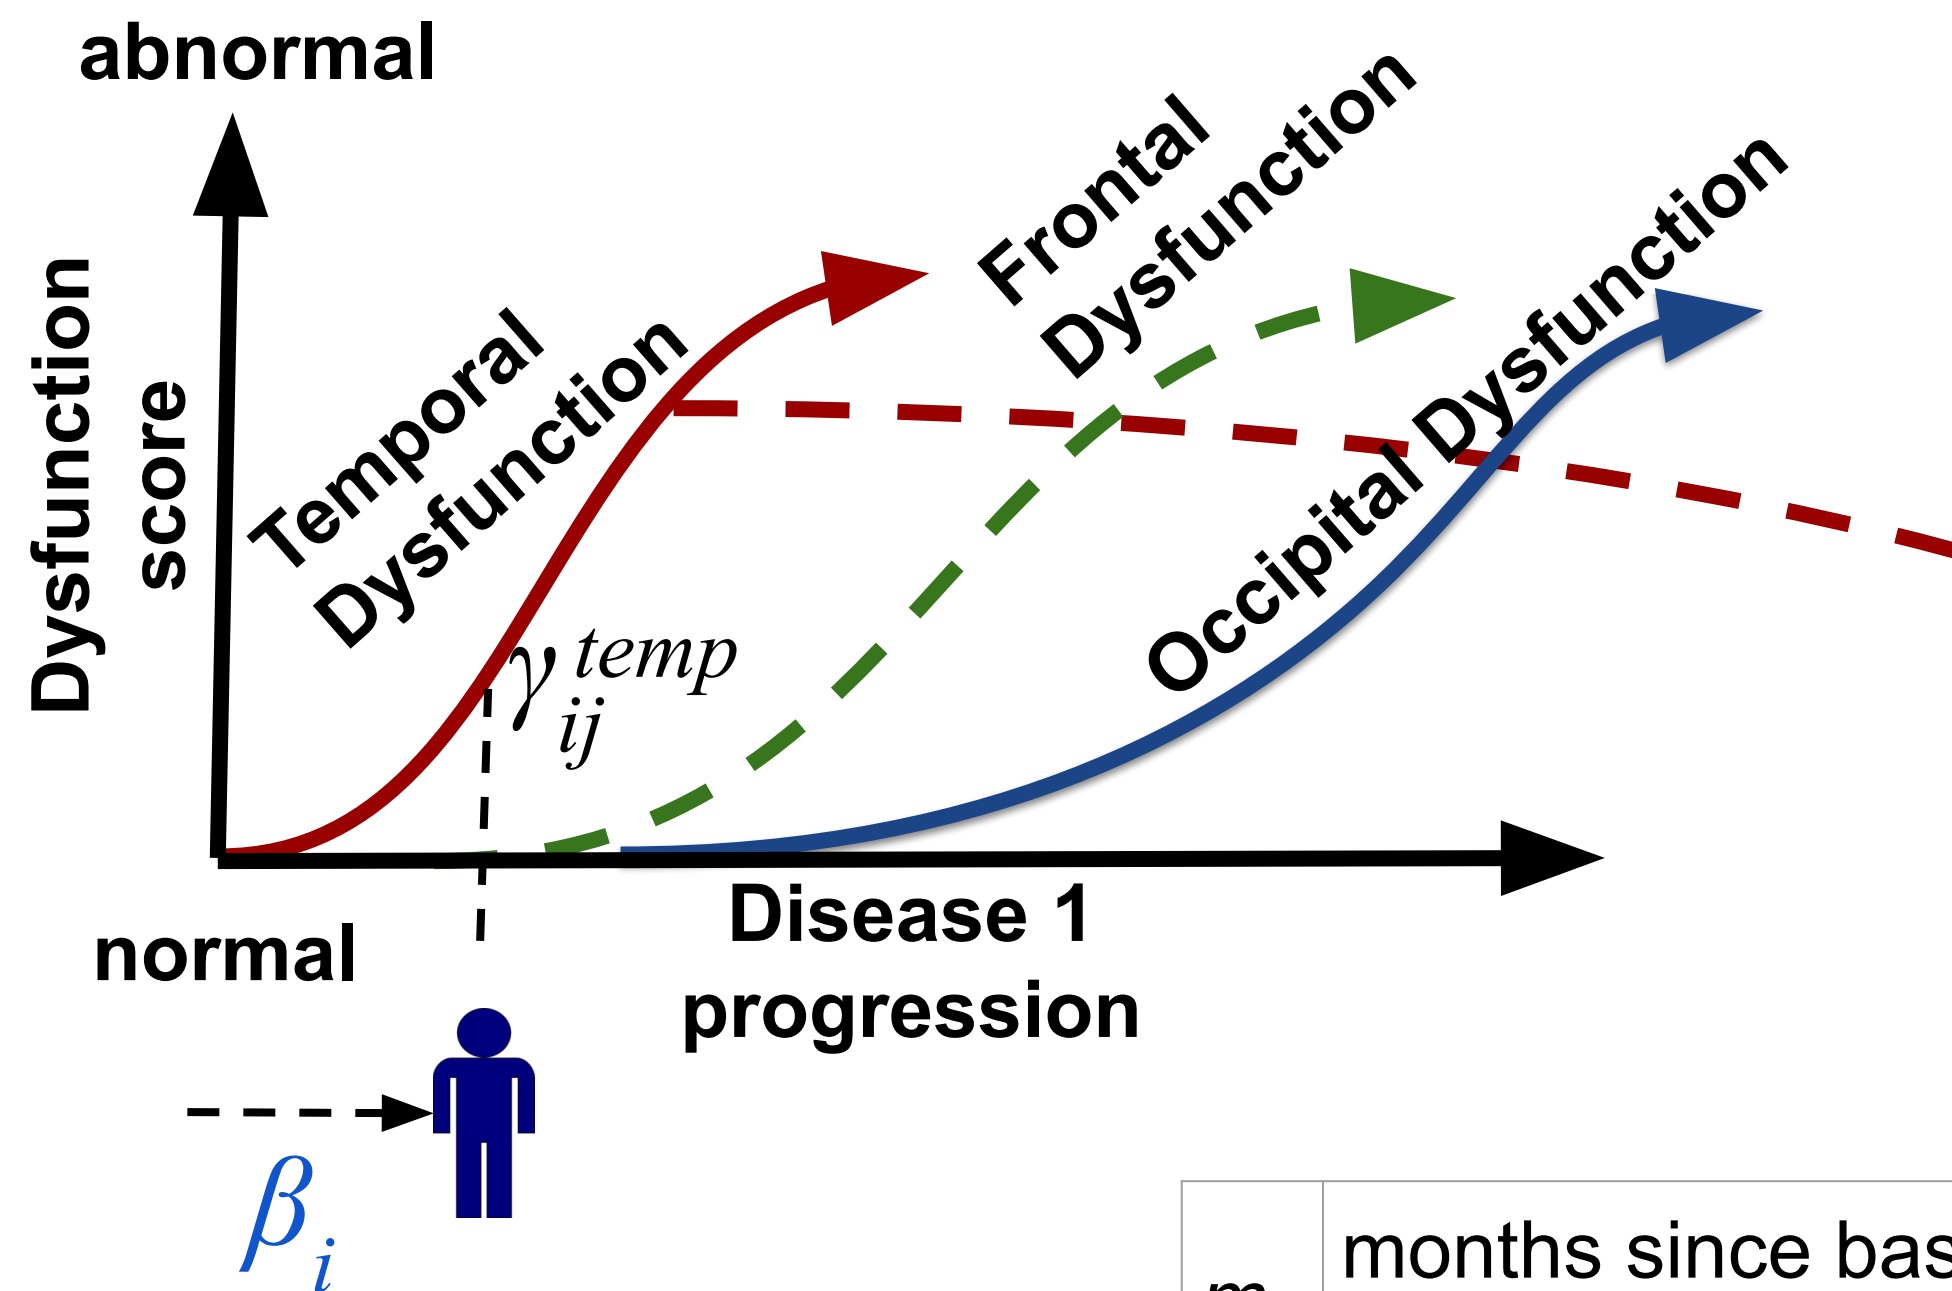 abnormal
Dysfunction
score
Temporal
Dysfunction
Frontal
Dysfunction
Occipital Dysfunction
γ temp ij
normal
Disease 1
progression
β i
months since bas
m